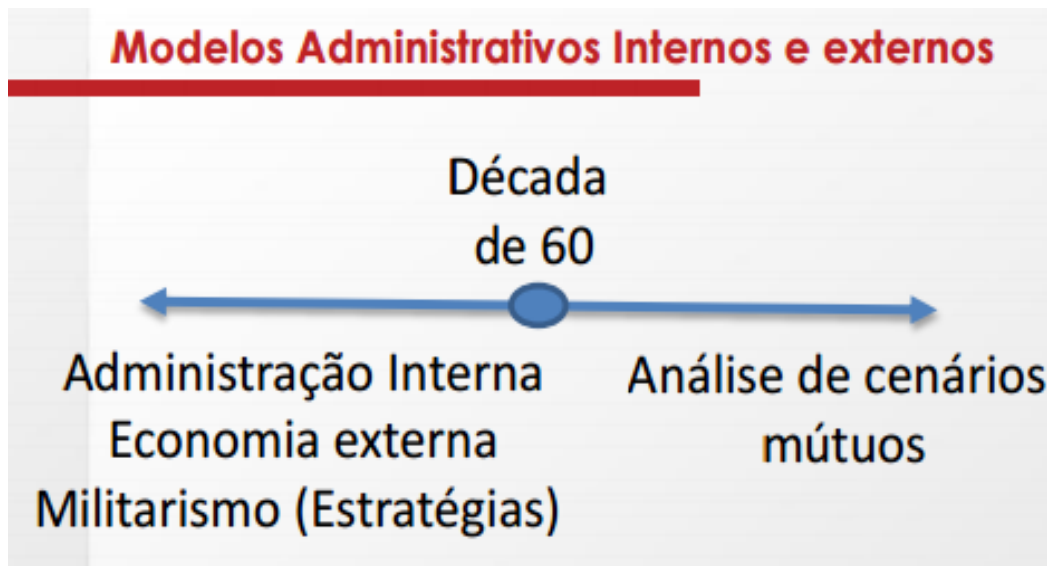 Modelos Administrativos Internos e externos
Década
de 60
Administração Interna
Economia externa
Militarismo (Estratégias)
Análise de cenários
mútuos